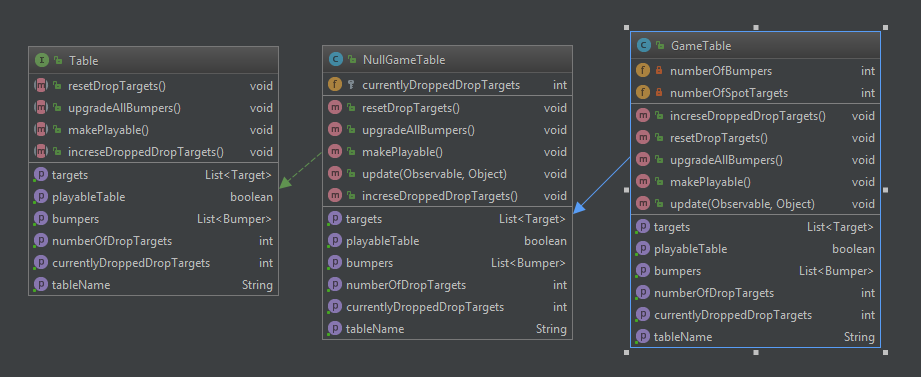 Table
resetDropTargets() void
upgradeAllBumpers() void
makePlayable() void
increseDroppedDropTargets() void
targets List<Target>
playableTable boolean
bumpers List<Bumper>
numberOfDropTargets int
currentlyDroppedDropTargets int
tableName String
NullGameTable
currentlyDroppedDropTargets int
resetDropTargets() void
upgradeAllBumpers() void
makePlayable() void
update(Observable, Object) void
increseDroppedDropTargets() void
targets List<Target>
playableTable boolean
bumpers List<Bumper>
numberOfDropTargets int
currentlyDroppedDropTargets int
tableName String
GameTable
numberOfBumpers int
numberOfSpotTargets int
increseDroppedDropTargets() void
resetDropTargets() void
upgradeAllBumpers() void
makePlayable() void
update(Observable, Object) void
targets List<Target>
playableTable boolean
bumpers List<Bumper>
numberOfDropTargets int
currentlyDroppedDropTargets int
tableName String